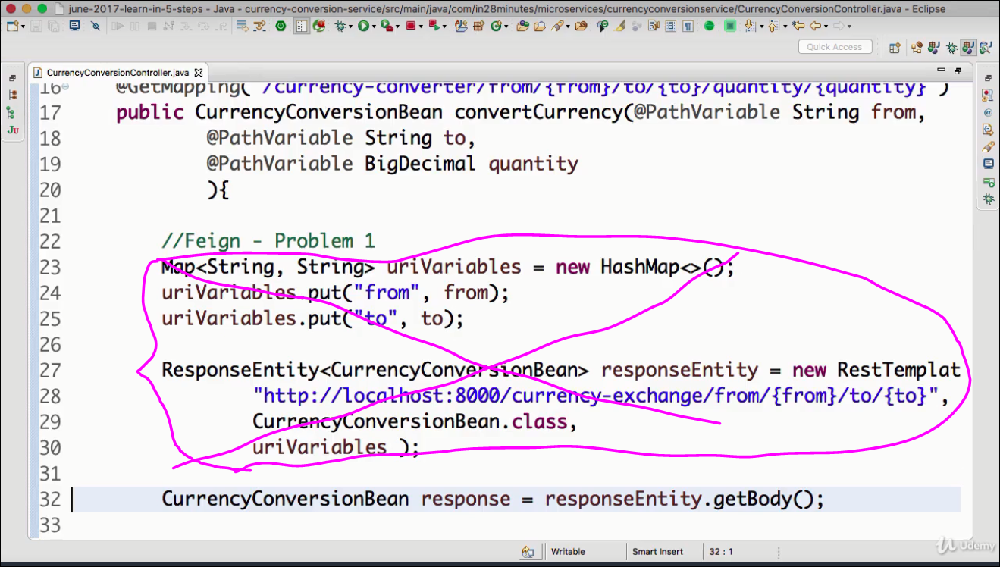 june-2017-learn-in-5-steps - Java - currency-conversion-service/src/main/java/com/in28minutes/microservices/currencyconversionservice/CurrencyConversionController.java - Eclipse
Quick Access
CurrencyConversionController.java
16 @GetMapping("/currency-converter/from/{from}/to/{to}/quantity/{quantity}")
17 public CurrencyConversionBean convertCurrency(@PathVariable String from,
18 @PathVariable String to,
19 @PathVariable BigDecimal quantity
20 ){
21
22 //Feign - Problem 1
23 Map<String, String> uriVariables = new HashMap<>();
24 uriVariables.put("from", from);
25 uriVariables.put("to", to);
26
27 ResponseEntity<CurrencyConversionBean> responseEntity = new RestTemplat
28 "http://localhost:8000/currency-exchange/from/{from}/to/{to}",
29 CurrencyConversionBean.class,
30 uriVariables );
31
32 CurrencyConversionBean response = responseEntity.getBody();
33
Writable Smart Insert 32 : 1
Udemy